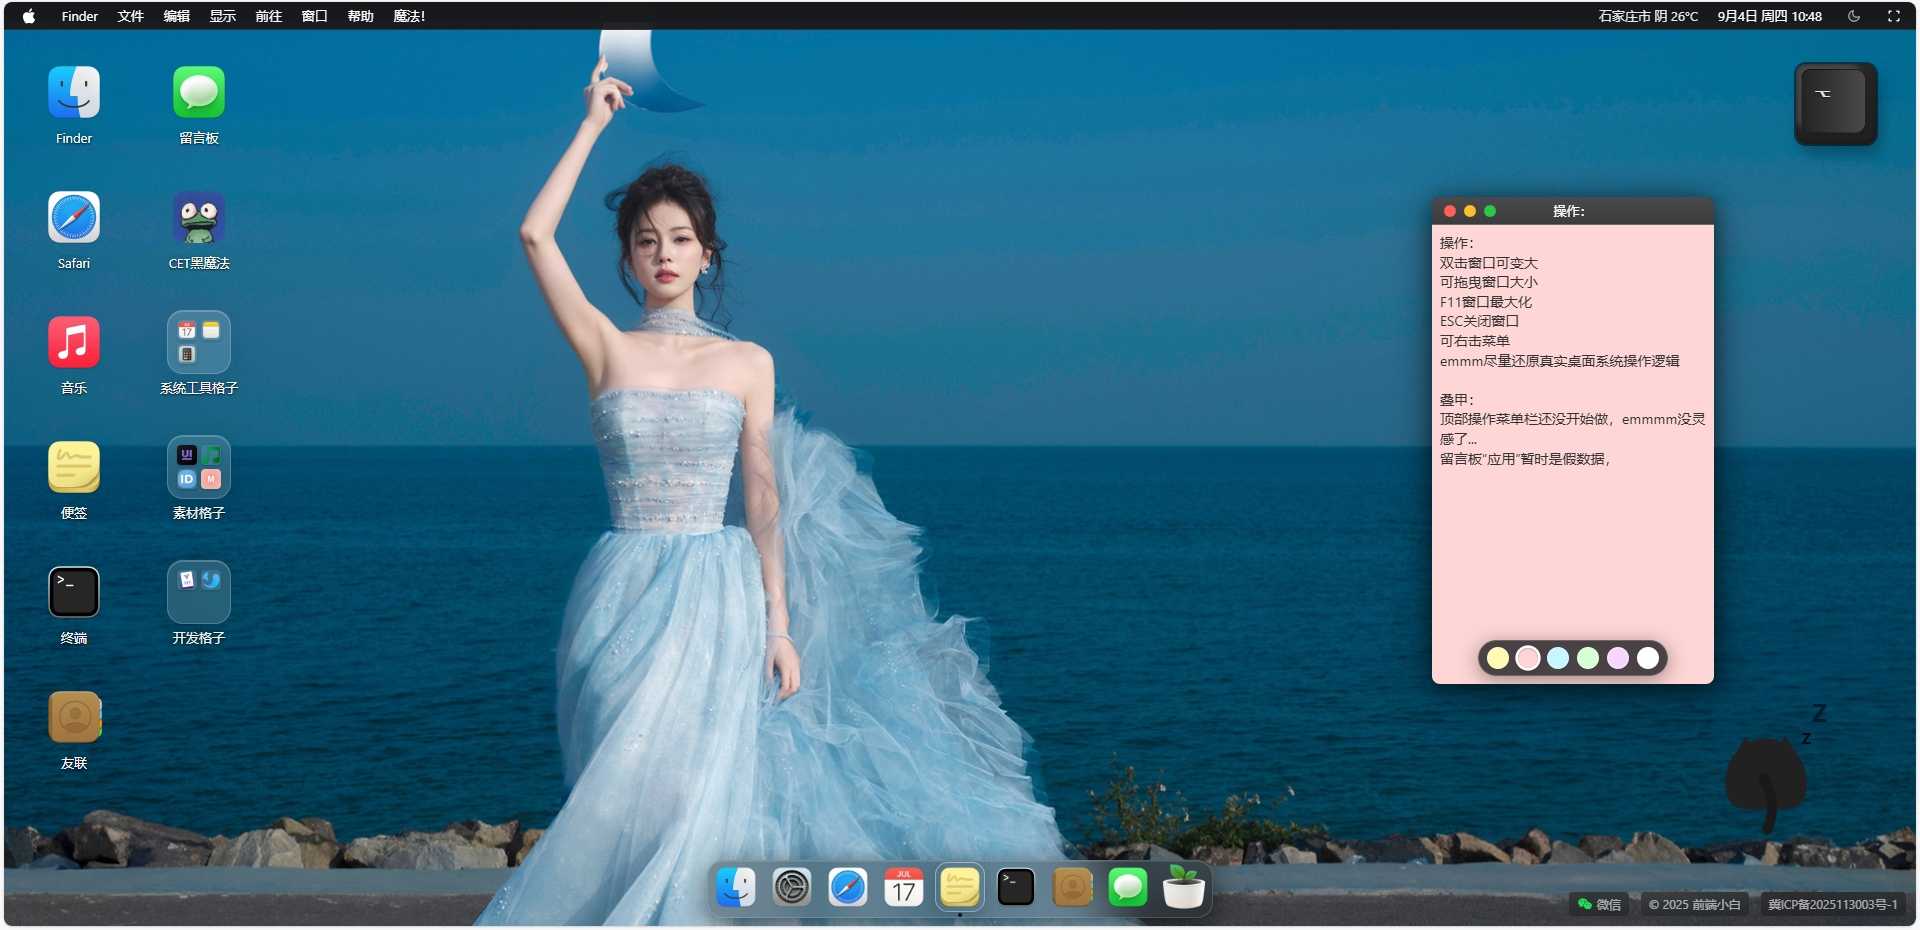 Finder 文件 编辑 显示 前往 窗口 帮助 魔法!
石家庄市 阴 26°C 9月4日 周四 10:48
Finder
留言板
Safari
CET黑魔法
17
音乐
系统工具格子
UI
ID M
便签
素材格子
>_
终端
开发格子
友联
⌥
操作:
操作:
双击窗口可变大
可拖曳窗口大小
F11窗口最大化
ESC关闭窗口
可右击菜单
emmm尽量还原真实桌面系统操作逻辑
叠甲:
顶部操作菜单栏还没开始做，emmmm没灵
感了...
留言板"应用"暂时是假数据，
Z
z
JUL
17
>_
微信 © 2025 前端小白 冀ICP备2025113003号-1